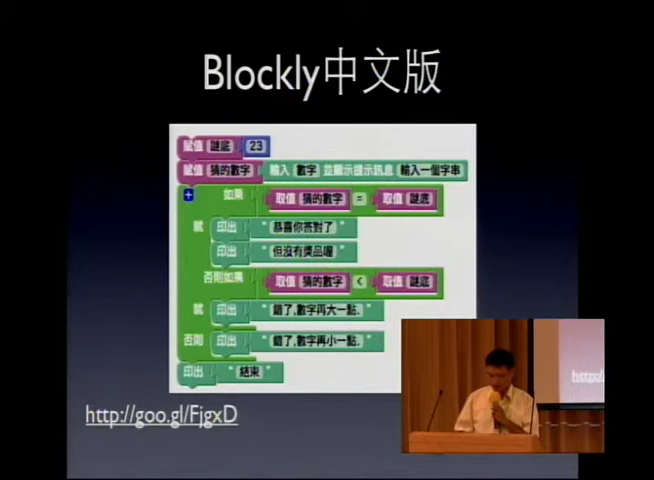 Blockly中文版
賦值 謎底 23
賦值 猜的數字 輸入 數字 並顯示提示訊息 輸入一個字串
如果 取值 猜的數字 = 取值 謎底
就 印出 “ 恭喜你答對了 ”
印出 “ 但沒有獎品喔 ”
否則如果 取值 猜的數字 < 取值 謎底
就 印出 “ 錯了,數字再大一點. ”
否則 印出 “ 錯了,數字再小一點. ”
印出 “ 結束 ”
http://goo.gl/FjgxD
http:/